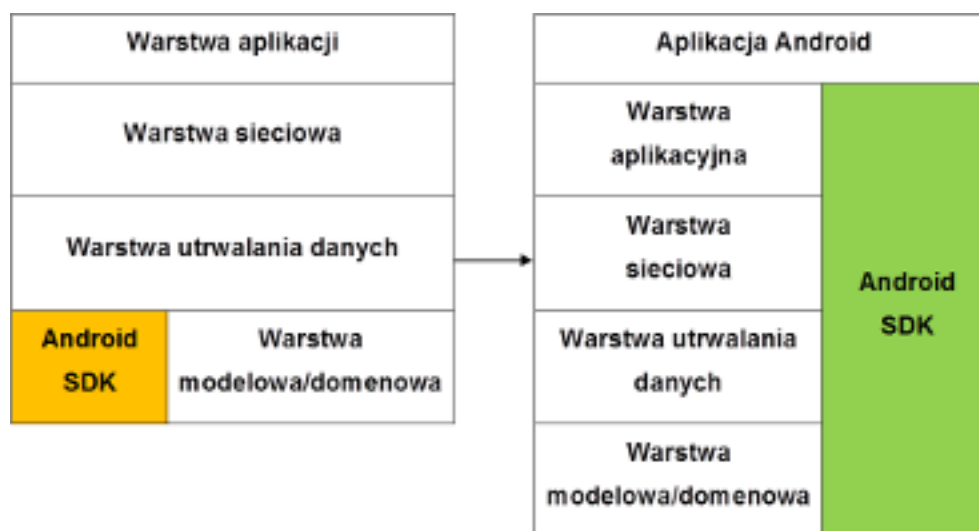 Warstwa aplikacji
Warstwa sieciowa
Warstwa utrwalania danych
Android
SDK
Warstwa
modelowa/domenowa
Aplikacja Android
Warstwa
aplikacyjna
Warstwa
sieciowa
Warstwa utrwalania
danych
Warstwa
modelowa/domenowa
Android
SDK